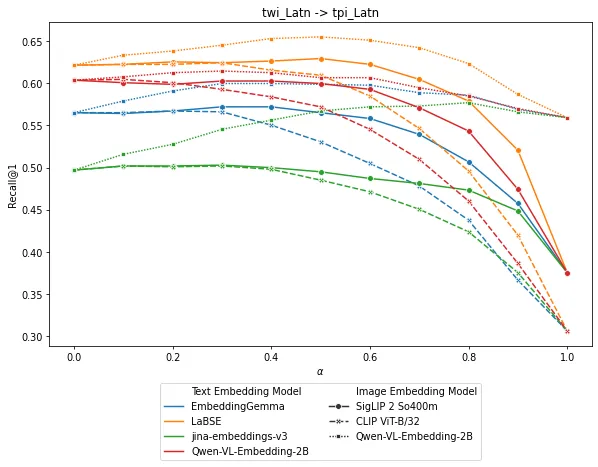 twi_Latn -> tpi_Latn
Recall@1
0.65
0.60
0.55
0.50
0.45
0.40
0.35
0.30
0.0 0.2 0.4 0.6 0.8 1.0
α
Text Embedding Model
EmbeddingGemma
LaBSE
jina-embeddings-v3
Qwen-VL-Embedding-2B
Image Embedding Model
SigLIP 2 So400m
CLIP ViT-B/32
Qwen-VL-Embedding-2B